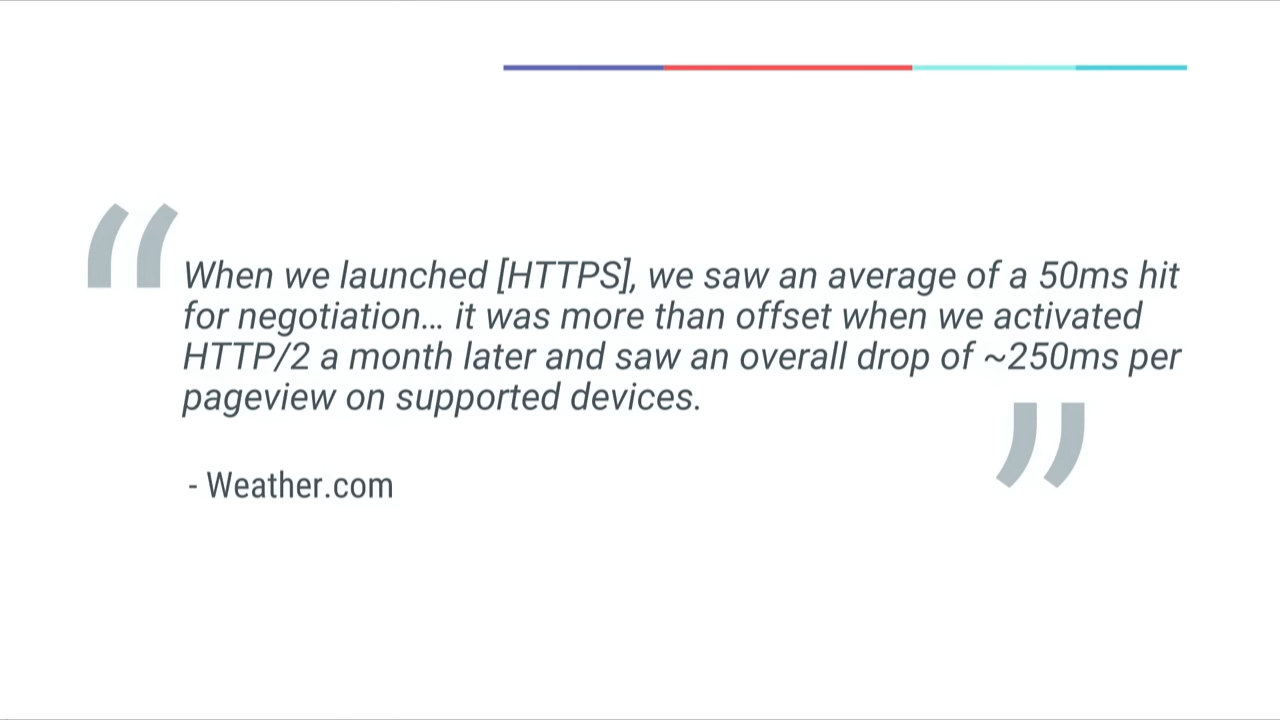 “
When we launched [HTTPS], we saw an average of a 50ms hit
for negotiation… it was more than offset when we activated
HTTP/2 a month later and saw an overall drop of ~250ms per
pageview on supported devices.
”
- Weather.com